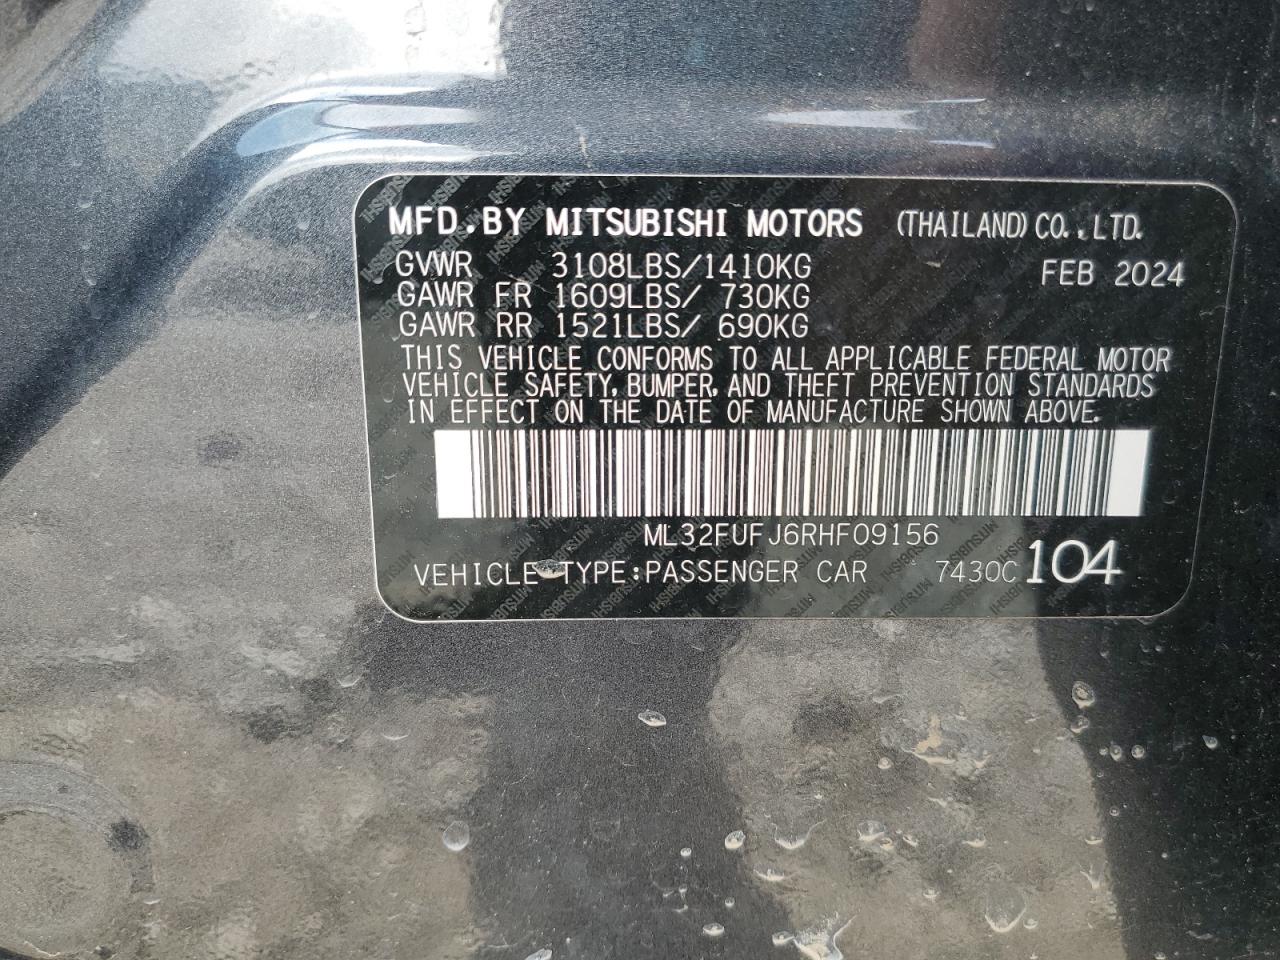 MFD.BY MITSUBISHI MOTORS (THAILAND) CO., LTD.
GVWR 3108LBS/1410KG FEB 2024
GAWR FR 1609LBS/ 730KG
GAWR RR 1521LBS/ 690KG
THIS VEHICLE CONFORMS TO ALL APPLICABLE FEDERAL MOTOR
VEHICLE SAFETY, BUMPER, AND THEFT PREVENTION STANDARDS
IN EFFECT ON THE DATE OF MANUFACTURE SHOWN ABOVE.
ML32FUFJ6RHF09156
VEHICLE TYPE:PASSENGER CAR 7430C 104